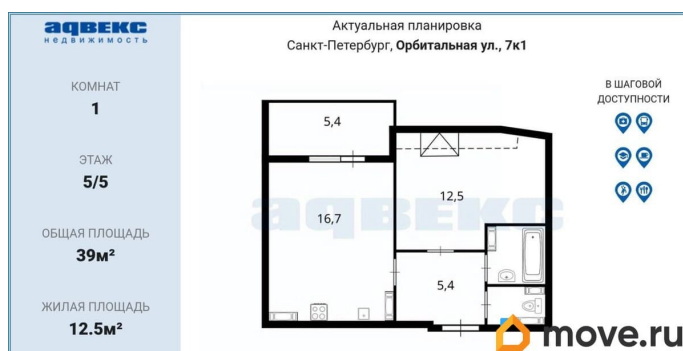 АДВЕКС
НЕДВИЖИМОСТЬ
КОМНАТ
1
ЭТАЖ
5/5
ОБЩАЯ ПЛОЩАДЬ
39м²
ЖИЛАЯ ПЛОЩАДЬ
12.5м²
Актуальная планировка
Санкт-Петербург, Орбитальная ул., 7к1
5,4
16,7
12,5
5,4
АДВЕКС
В ШАГОВОЙ
ДОСТУПНОСТИ
move.ru